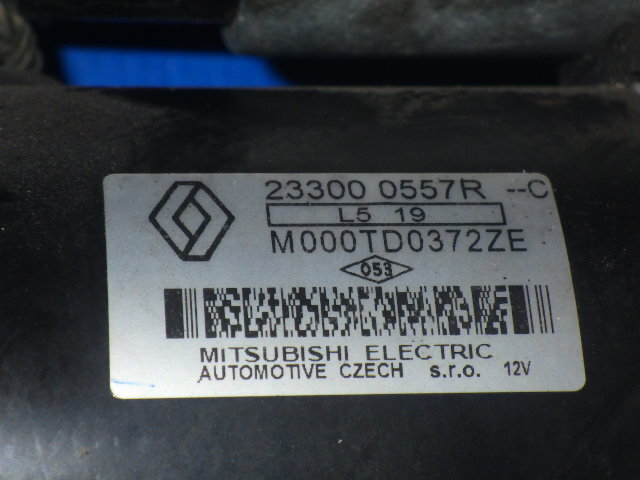 23300 0557R --C
L5 19
M000TD0372ZE
053
MITSUBISHI ELECTRIC
AUTOMOTIVE CZECH s.r.o. 12V